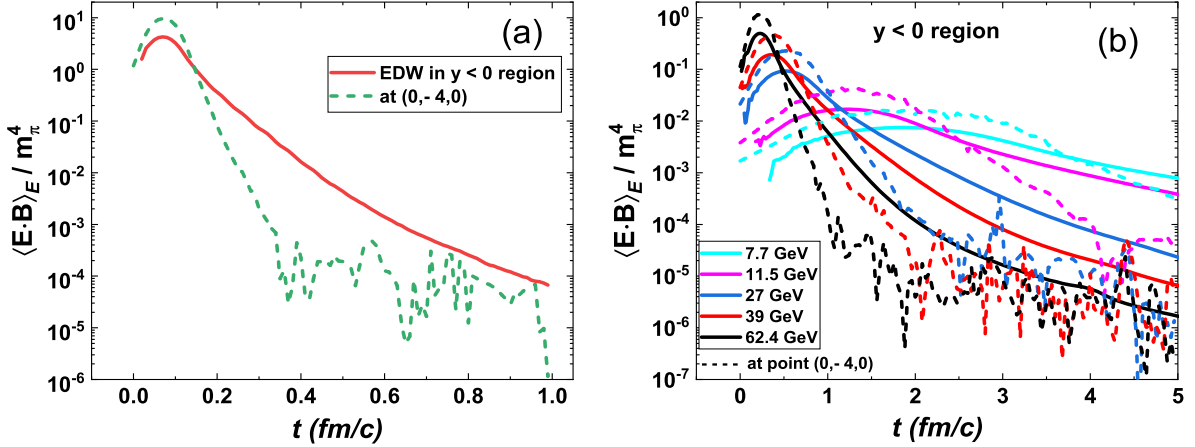 (a)
⟨E·B⟩E / mπ⁴
10¹
10⁰
10⁻¹
10⁻²
10⁻³
10⁻⁴
10⁻⁵
10⁻⁶
EDW in y < 0 region
at (0,- 4,0)
0.0 0.2 0.4 0.6 0.8 1.0
t (fm/c)
(b)
y < 0 region
⟨E·B⟩E / mπ⁴
10¹
10⁰
10⁻¹
10⁻²
10⁻³
10⁻⁴
10⁻⁵
10⁻⁶
10⁻⁷
7.7 GeV
11.5 GeV
27 GeV
39 GeV
62.4 GeV
at point (0,- 4,0)
0 1 2 3 4 5
t (fm/c)